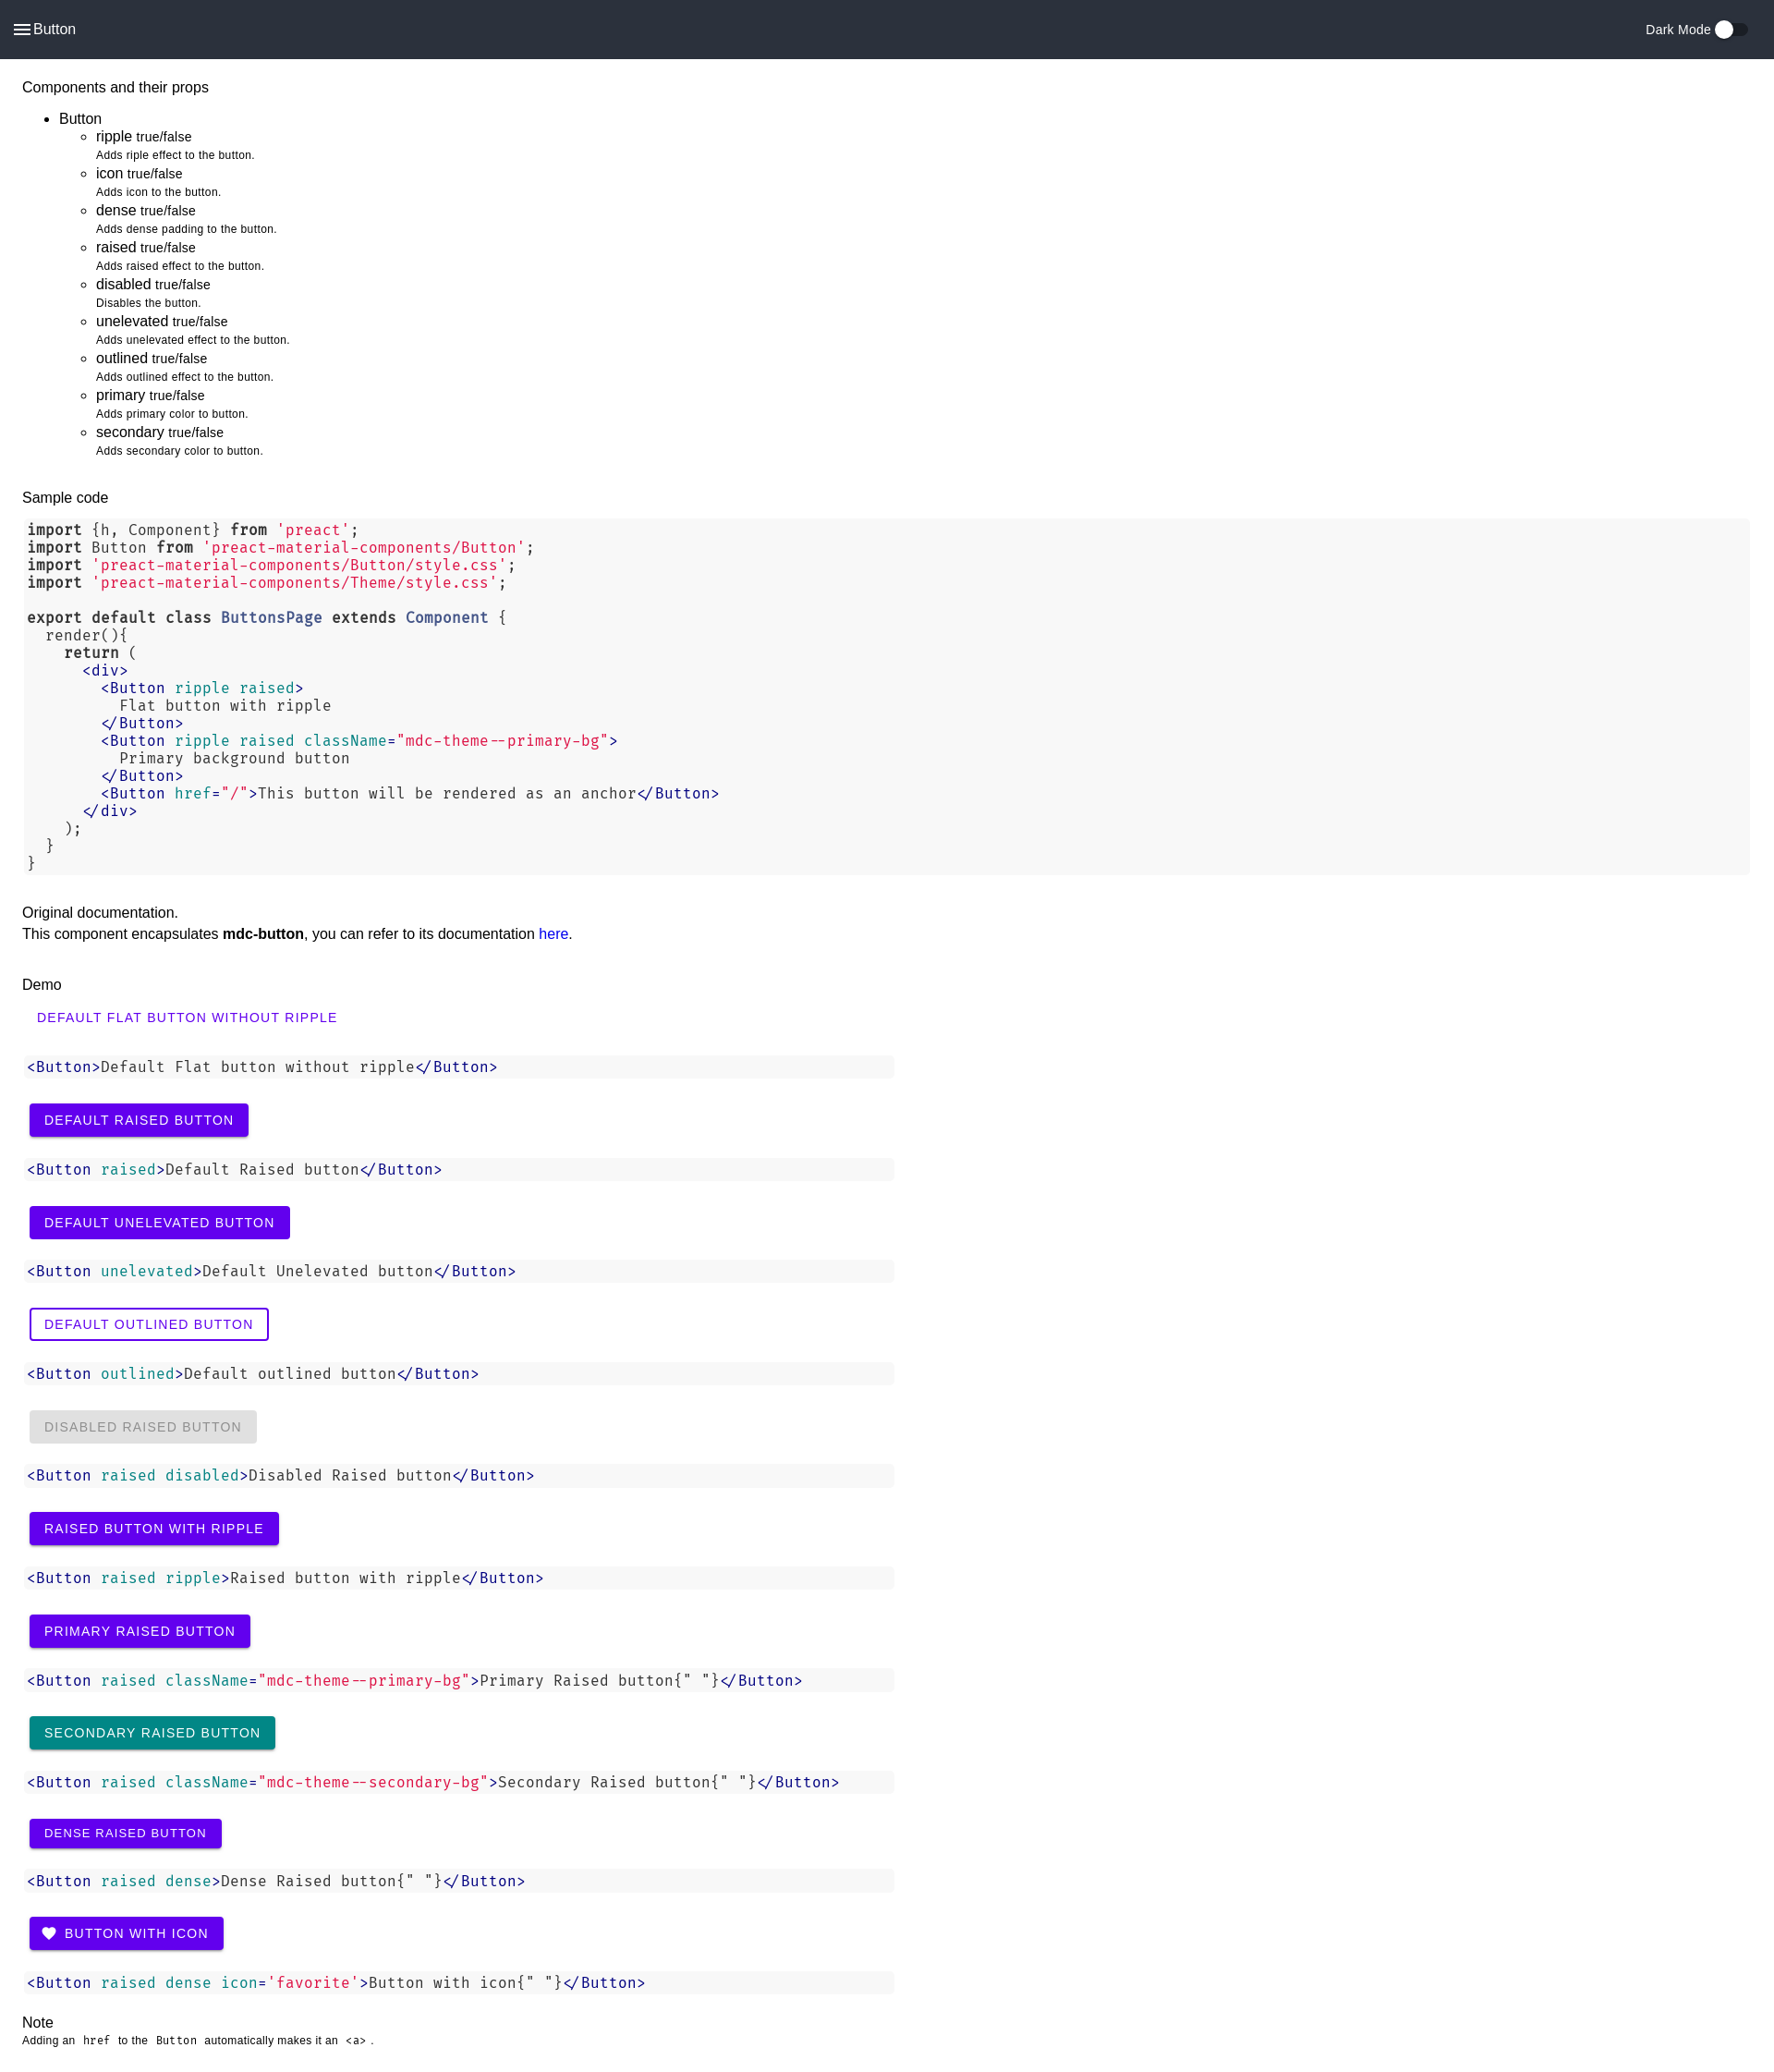 Button
Dark Mode
Components and their props
Button
ripple true/false
Adds riple effect to the button.
icon true/false
Adds icon to the button.
dense true/false
Adds dense padding to the button.
raised true/false
Adds raised effect to the button.
disabled true/false
Disables the button.
unelevated true/false
Adds unelevated effect to the button.
outlined true/false
Adds outlined effect to the button.
primary true/false
Adds primary color to button.
secondary true/false
Adds secondary color to button.
Sample code
import {h, Component} from 'preact';
import Button from 'preact-material-components/Button';
import 'preact-material-components/Button/style.css';
import 'preact-material-components/Theme/style.css';
export default class ButtonsPage extends Component {
render(){
return (
<div>
<Button ripple raised>
Flat button with ripple
</Button>
<Button ripple raised className="mdc-theme--primary-bg">
Primary background button
</Button>
<Button href="/">This button will be rendered as an anchor</Button>
</div>
);
}
}
Original documentation.
This component encapsulates mdc-button, you can refer to its documentation here.
Demo
DEFAULT FLAT BUTTON WITHOUT RIPPLE
<Button>Default Flat button without ripple</Button>
DEFAULT RAISED BUTTON
<Button raised>Default Raised button</Button>
DEFAULT UNELEVATED BUTTON
<Button unelevated>Default Unelevated button</Button>
DEFAULT OUTLINED BUTTON
<Button outlined>Default outlined button</Button>
DISABLED RAISED BUTTON
<Button raised disabled>Disabled Raised button</Button>
RAISED BUTTON WITH RIPPLE
<Button raised ripple>Raised button with ripple</Button>
PRIMARY RAISED BUTTON
<Button raised className="mdc-theme--primary-bg">Primary Raised button{" "}</Button>
SECONDARY RAISED BUTTON
<Button raised className="mdc-theme--secondary-bg">Secondary Raised button{" "}</Button>
DENSE RAISED BUTTON
<Button raised dense>Dense Raised button{" "}</Button>
BUTTON WITH ICON
<Button raised dense icon='favorite'>Button with icon{" "}</Button>
Note
Adding an href to the Button automatically makes it an <a> .